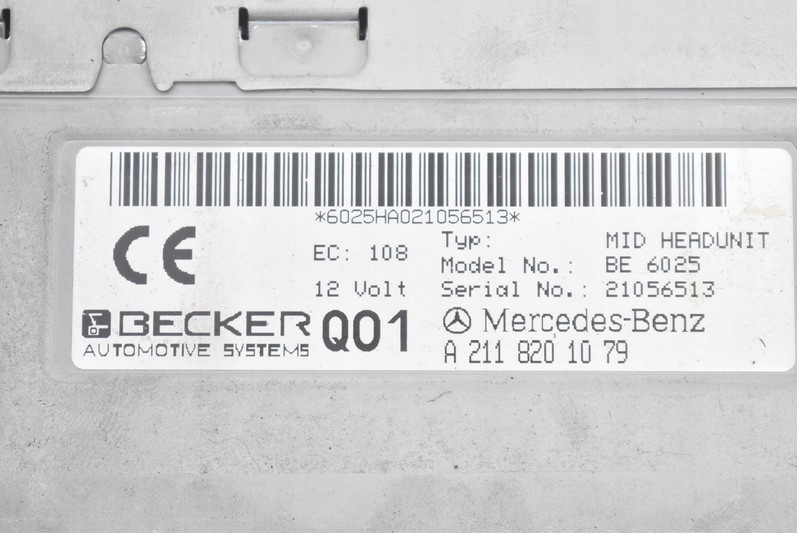 *6025HA021056513*
CE
EC: 108
12 Volt
Typ: MID HEADUNIT
Model No.: BE 6025
Serial No.: 21056513
BECKER
AUTOMOTIVE SYSTEMS
Q01
Mercedes-Benz
A 211 820 10 79